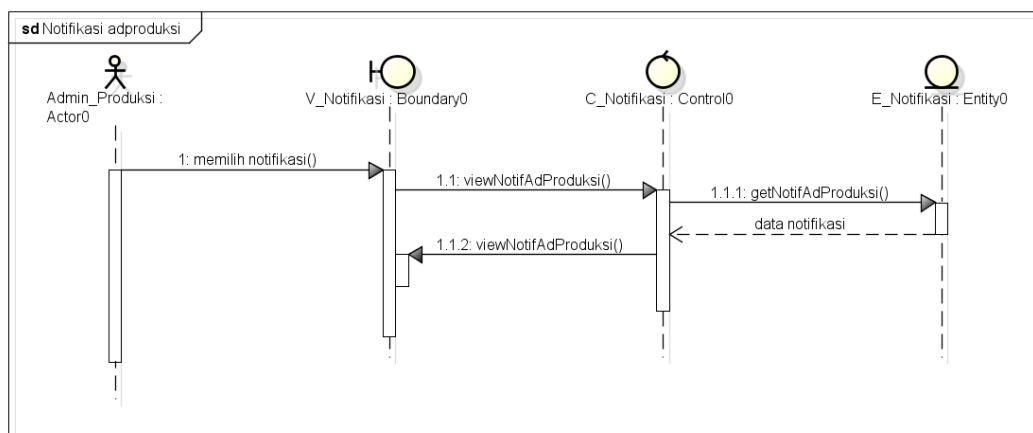 sd Notifikasi adproduksi
Admin_Produksi :
Actor0
V_Notifikasi : Boundary0
C_Notifikasi : Control0
E_Notifikasi : Entity0
1: memilih notifikasi()
1.1: viewNotifAdProduksi()
1.1.1: getNotifAdProduksi()
data notifikasi
1.1.2: viewNotifAdProduksi()